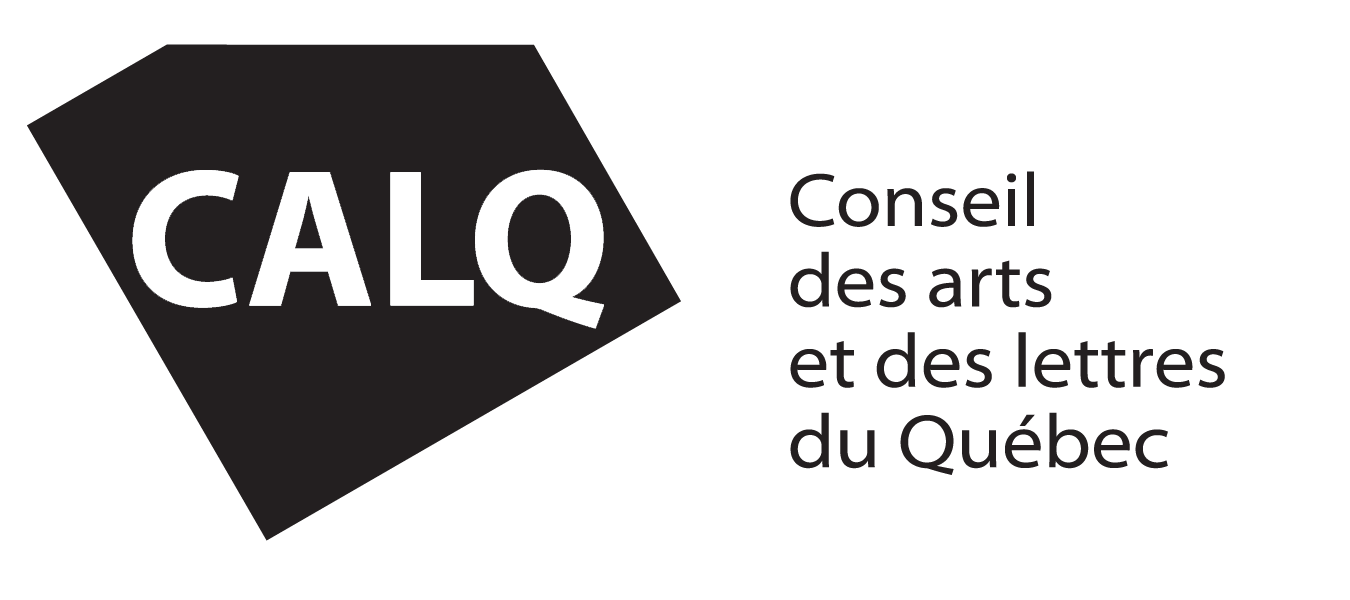 CALQ
Conseil
des arts
et des lettres
du Québec